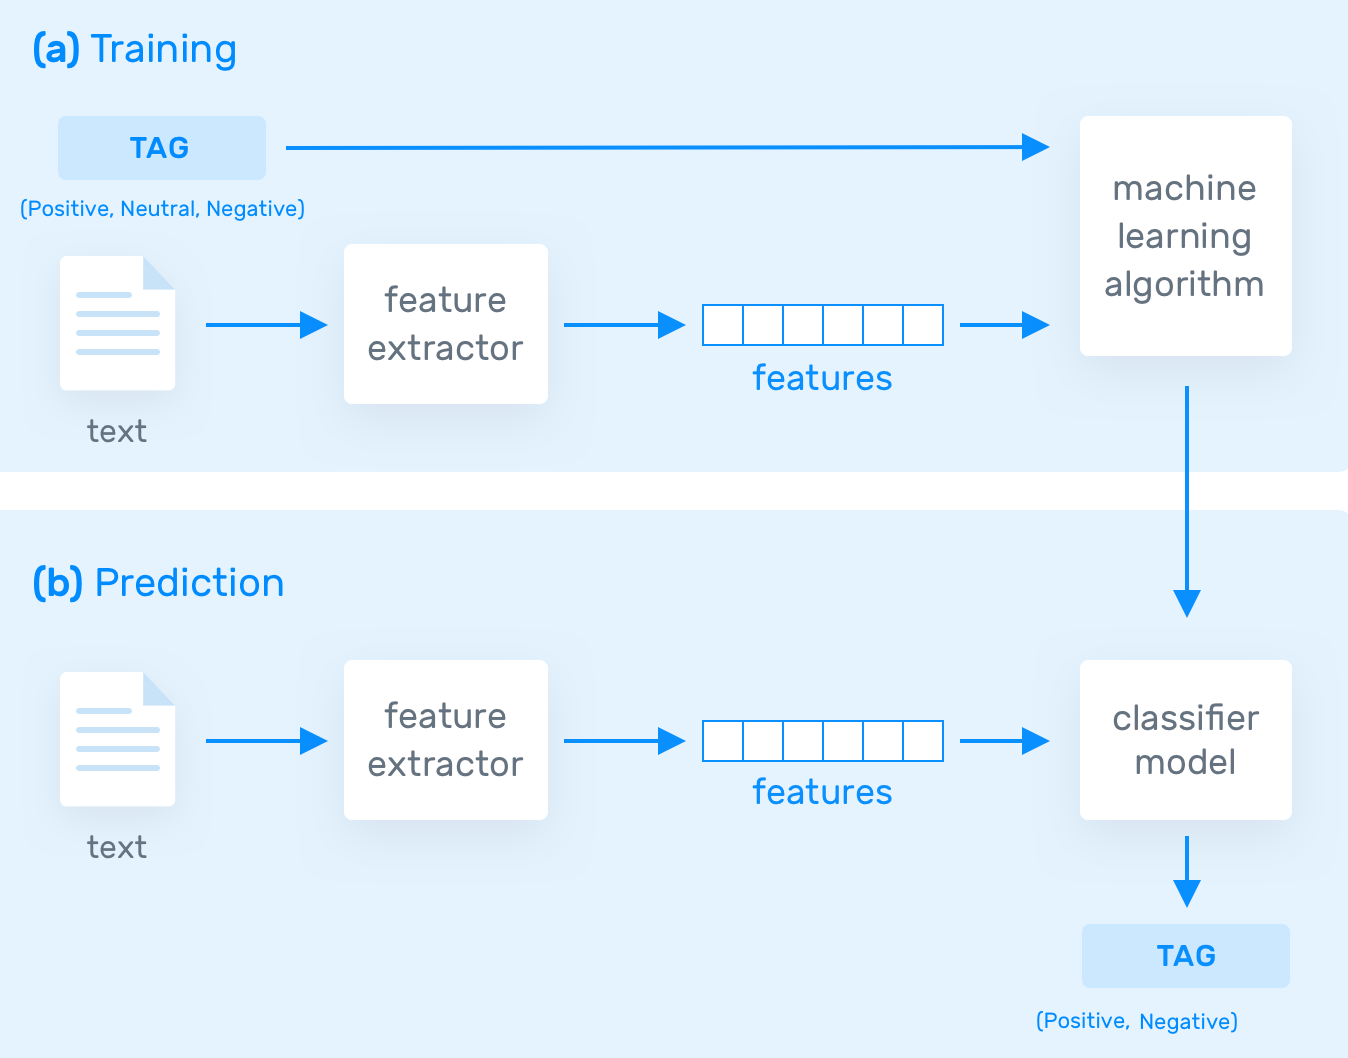 (a) Training
TAG
(Positive, Neutral, Negative)
machine
learning
algorithm
feature
extractor
features
text
(b) Prediction
feature
extractor
features
text
classifier
model
TAG
(Positive, Negative)